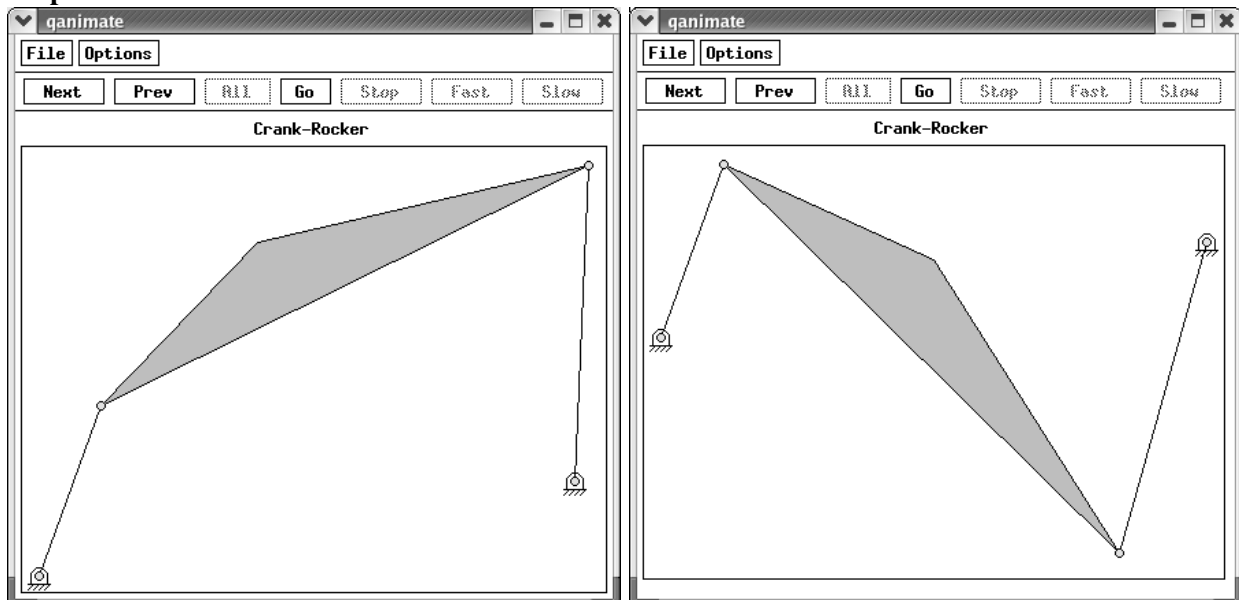 qanimate
File Options
Next Prev All Go Stop Fast Slow
Crank-Rocker
qanimate
File Options
Next Prev All Go Stop Fast Slow
Crank-Rocker